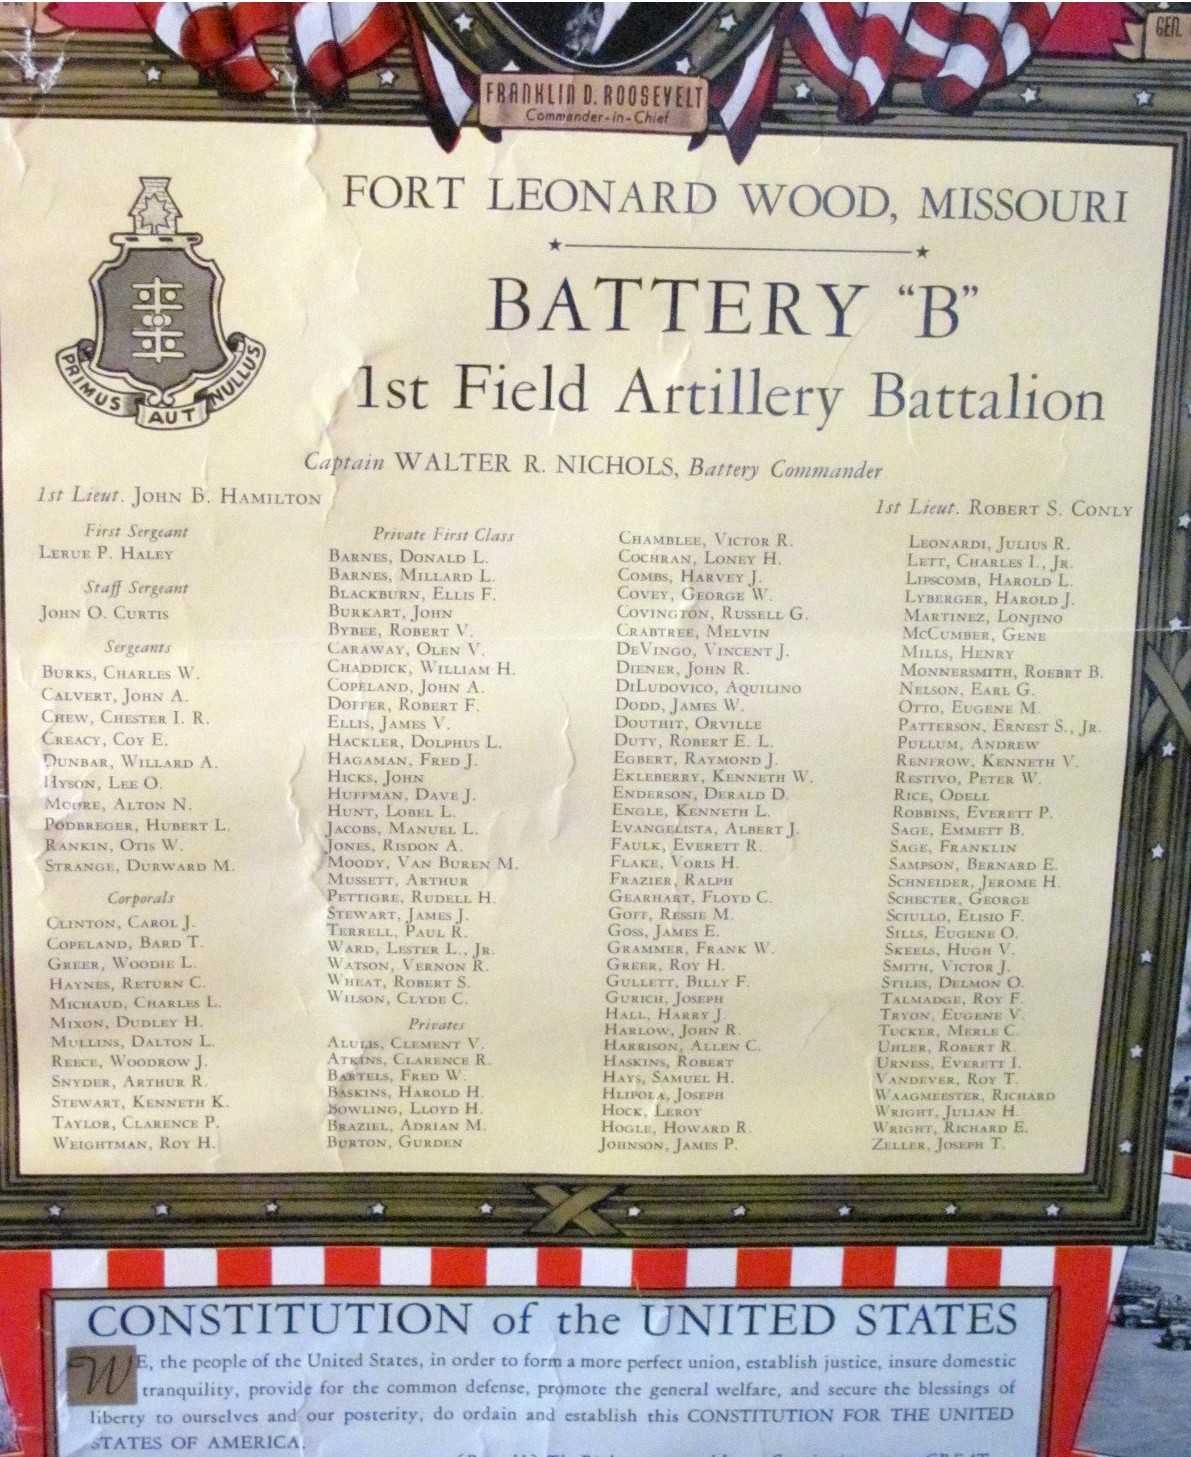 GEN.
FRANKLIN D. ROOSEVELT
Commander-in-Chief
FORT LEONARD WOOD, MISSOURI
BATTERY "B"
1st Field Artillery Battalion
PRIMUS AUT NULLUS
Captain WALTER R. NICHOLS, Battery Commander
1st Lieut. JOHN B. HAMILTON
1st Lieut. ROBERT S. CONLY
First Sergeant
LERUE P. HALEY
Staff Sergeant
JOHN O. CURTIS
Sergeants
BURKS, CHARLES W.
CALVERT, JOHN A.
CHEW, CHESTER I. R.
CREACY, COY E.
DUNBAR, WILLARD A.
HYSON, LEE O.
MOORE, ALTON N.
PODBREGER, HUBERT L.
RANKIN, OTIS W.
STRANGE, DURWARD M.
Corporals
CLINTON, CAROL J.
COPELAND, BARD T.
GREER, WOODIE L.
HAYNES, RETURN C.
MICHAUD, CHARLES L.
MIXON, DUDLEY H.
MULLINS, DALTON L.
REECE, WOODROW J.
SNYDER, ARTHUR R.
STEWART, KENNETH K.
TAYLOR, CLARENCE P.
WEIGHTMAN, ROY H.
Private First Class
BARNES, DONALD L.
BARNES, MILLARD L.
BLACKBURN, ELLIS F.
BURKART, JOHN
BYBEE, ROBERT V.
CARAWAY, OLEN V.
CHADDICK, WILLIAM H.
COPELAND, JOHN A.
DOFFER, ROBERT F.
ELLIS, JAMES V.
HACKLER, DOLPHUS L.
HAGAMAN, FRED J.
HICKS, JOHN
HUFFMAN, DAVE J.
HUNT, LOBEL L.
JACOBS, MANUEL L.
JONES, RISDON A.
MOODY, VAN BUREN M.
MUSSETT, ARTHUR
PETTIGRE, RUDELL H.
STEWART, JAMES J.
TERRELL, PAUL R.
WARD, LESTER L., JR.
WATSON, VERNON R.
WHEAT, ROBERT S.
WILSON, CLYDE C.
Privates
ALULIS, CLEMENT V.
ATKINS, CLARENCE R.
BARTELS, FRED W.
BASKINS, HAROLD H.
BOWLING, LLOYD H.
BRAZIEL, ADRIAN M.
BURTON, GURDEN
CHAMBLEE, VICTOR R.
COCHRAN, LONEY H.
COMBS, HARVEY J.
COVEY, GEORGE W.
COVINGTON, RUSSELL G.
CRABTREE, MELVIN
DEVINGO, VINCENT J.
DIENER, JOHN R.
DILUDOVICO, AQUILINO
DODD, JAMES W.
DOUTHIT, ORVILLE
DUTY, ROBERT E. L.
EGBERT, RAYMOND J.
EKLEBERRY, KENNETH W.
ENDERSON, DERALD D.
ENGLE, KENNETH L.
EVANGELISTA, ALBERT J.
FAULK, EVERETT R.
FLAKE, VORIS H.
FRAZIER, RALPH
GEARHART, FLOYD C.
GOFF, RESSIE M.
GOSS, JAMES E.
GRAMMER, FRANK W.
GREER, ROY H.
GULLETT, BILLY F.
GURICH, JOSEPH
HALL, HARRY J.
HARLOW, JOHN R.
HARRISON, ALLEN C.
HASKINS, ROBERT
HAYS, SAMUEL H.
HLIPOLA, JOSEPH
HOCK, LEROY
HOGLE, HOWARD R.
JOHNSON, JAMES P.
LEONARDI, JULIUS R.
LETT, CHARLES I., JR.
LIPSCOMB, HAROLD L.
LYBERGER, HAROLD J.
MARTINEZ, LONJINO
MCCUMBER, GENE
MILLS, HENRY
MONNERSMITH, ROEBRT B.
NELSON, EARL G.
OTTO, EUGENE M.
PATTERSON, ERNEST S., JR.
PULLUM, ANDREW
RENFROW, KENNETH V.
RESTIVO, PETER W.
RICE, ODELL
ROBBINS, EVERETT P.
SAGE, EMMETT B.
SAGE, FRANKLIN
SAMPSON, BERNARD E.
SCHNEIDER, JEROME H.
SCHECTER, GEORGE
SCIULLO, ELISIO F.
SILLS, EUGENE O.
SKEELS, HUGH V.
SMITH, VICTOR J.
STILES, DELMON O.
TALMADGE, ROY F.
TRYON, EUGENE V.
TUCKER, MERLE C.
UHLER, ROBERT R.
URNESS, EVERETT I.
VANDEVER, ROY T.
WAAGMEESTER, RICHARD
WRIGHT, JULIAN H.
WRIGHT, RICHARD E.
ZELLER, JOSEPH T.
CONSTITUTION of the UNITED STATES
WE, the people of the United States, in order to form a more perfect union, establish justice, insure domestic
tranquility, provide for the common defense, promote the general welfare, and secure the blessings of
liberty to ourselves and our posterity, do ordain and establish this CONSTITUTION FOR THE UNITED
STATES OF AMERICA.